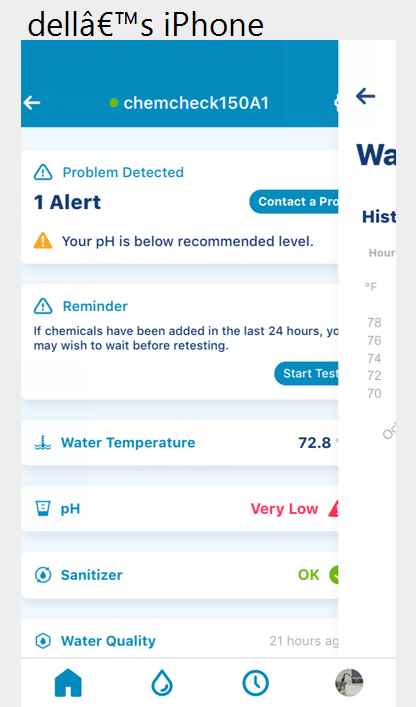 dellâ€™s iPhone
chemcheck150A1
Problem Detected
1 Alert
Contact a Pro
Your pH is below recommended level.
Reminder
If chemicals have been added in the last 24 hours, yo
may wish to wait before retesting.
Start Test
Water Temperature
72.8 °
pH
Very Low
Sanitizer
OK
Water Quality
21 hours ag
Wa
Hist
Hour
°F
78
76
74
72
70